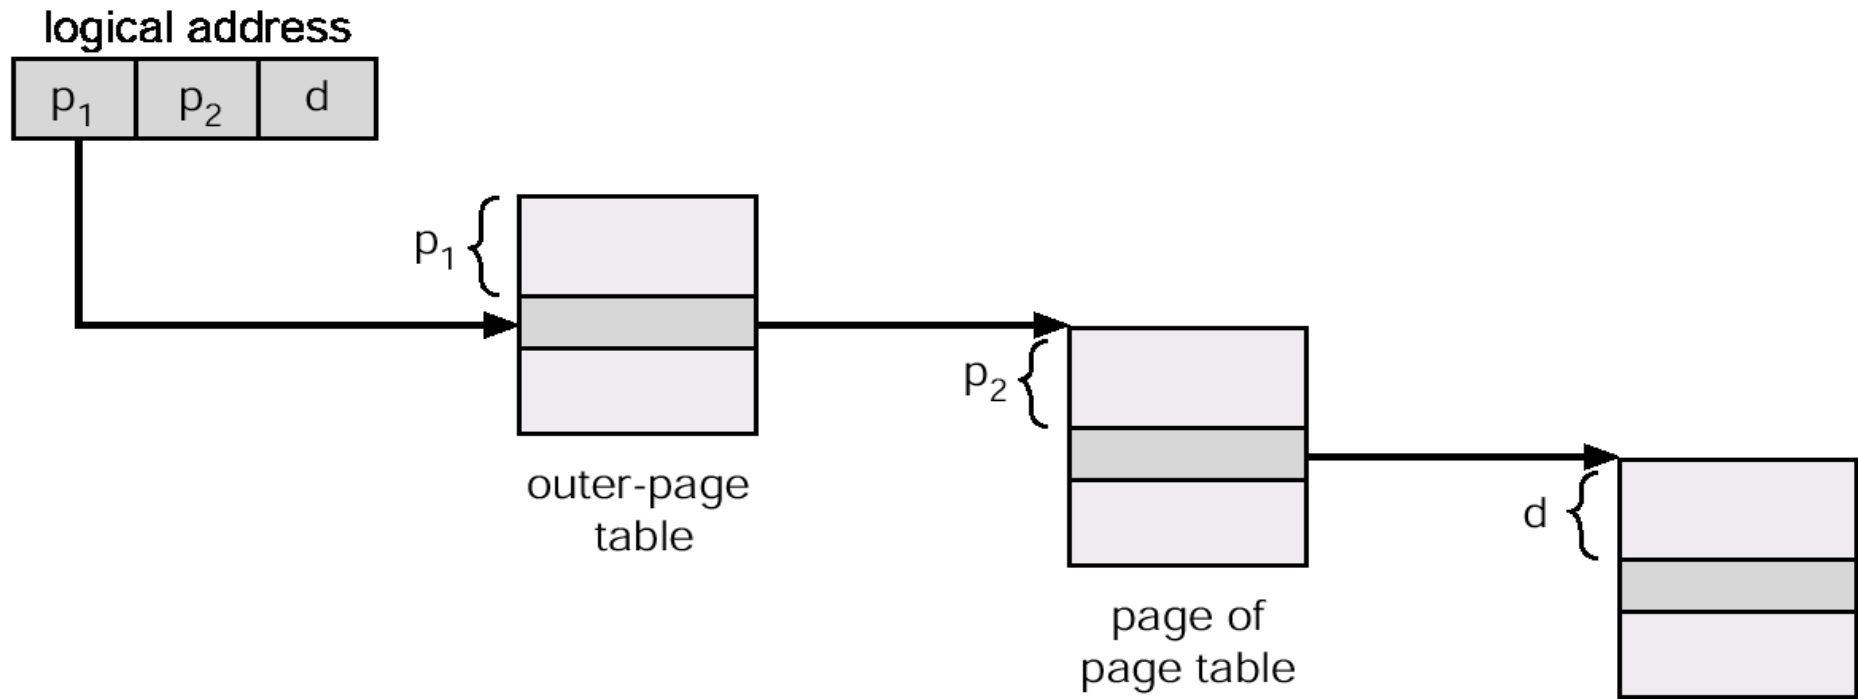 logical address
p₁ p₂ d
p₁
outer-page
table
p₂
page of
page table
d